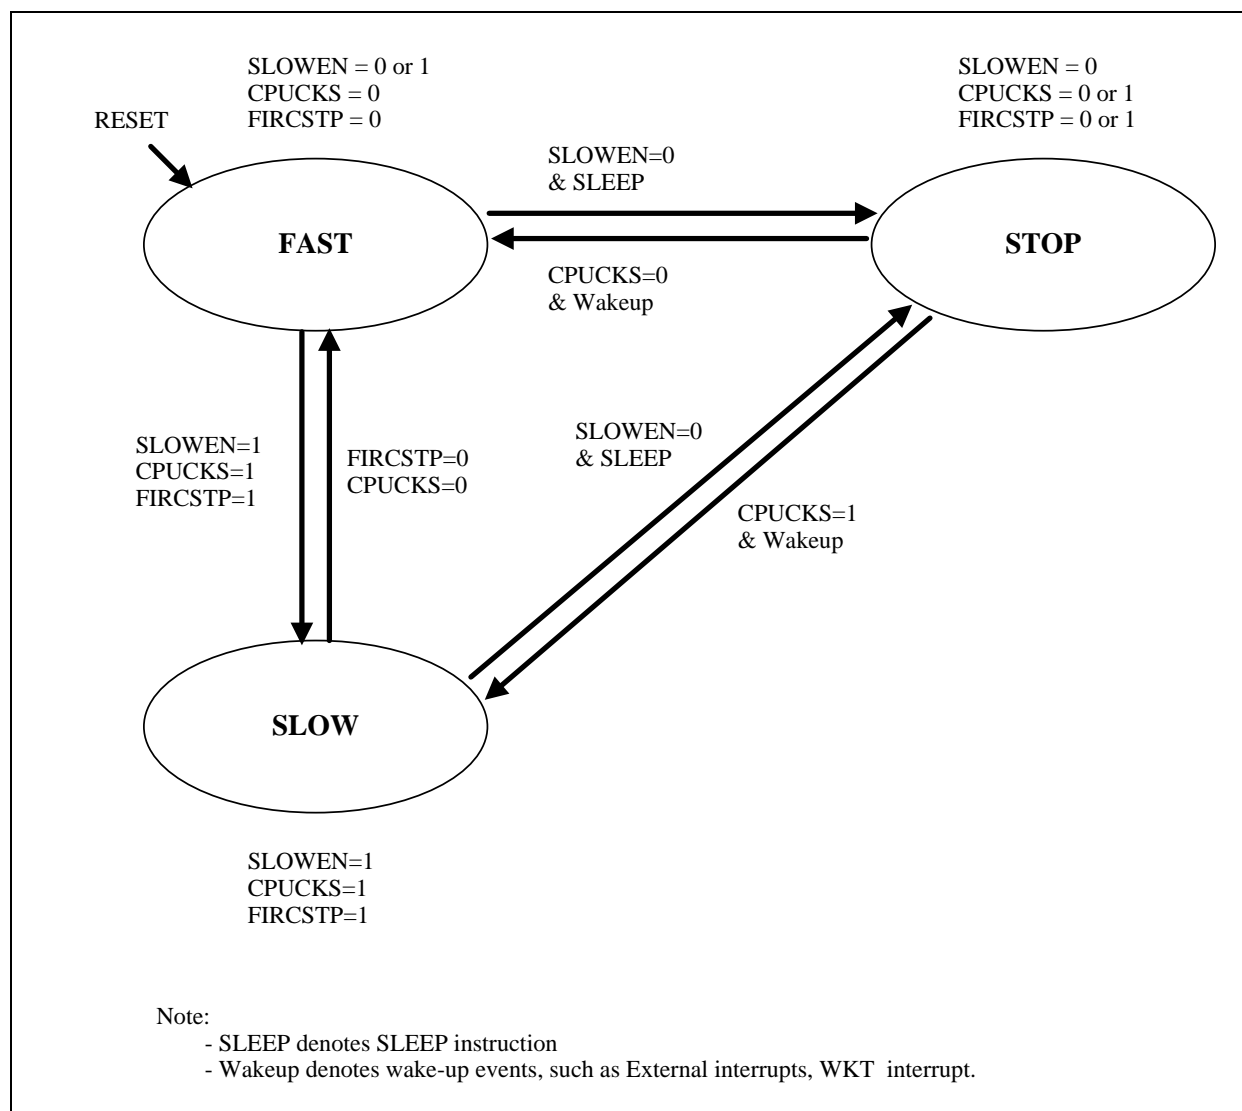 SLOWEN = 0 or 1
CPUCKS = 0
FIRCSTP = 0
SLOWEN = 0
CPUCKS = 0 or 1
FIRCSTP = 0 or 1
RESET
SLOWEN=0
& SLEEP
FAST
STOP
CPUCKS=0
& Wakeup
SLOWEN=1
CPUCKS=1
FIRCSTP=1
FIRCSTP=0
CPUCKS=0
SLOWEN=0
& SLEEP
CPUCKS=1
& Wakeup
SLOW
SLOWEN=1
CPUCKS=1
FIRCSTP=1
Note:
- SLEEP denotes SLEEP instruction
- Wakeup denotes wake-up events, such as External interrupts, WKT interrupt.